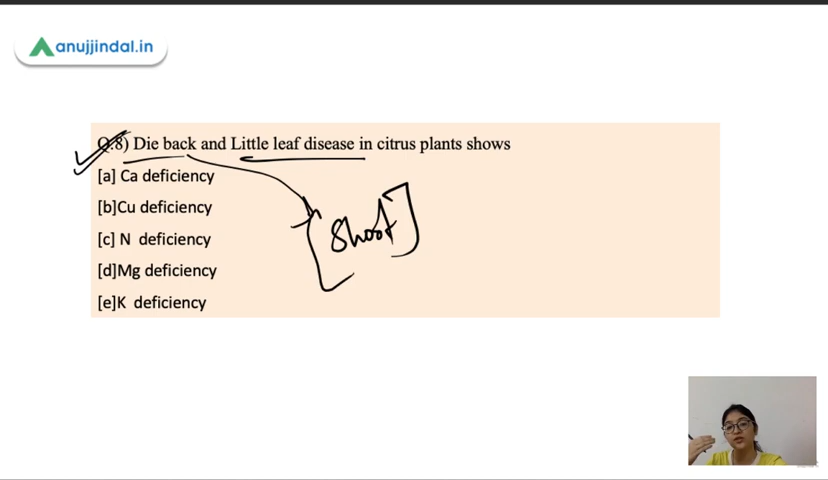 anujjindal.in
Q.8) Die back and Little leaf disease in citrus plants shows
[a] Ca deficiency
[b]Cu deficiency
[c] N deficiency
[d]Mg deficiency
[e]K deficiency
[Shoot]